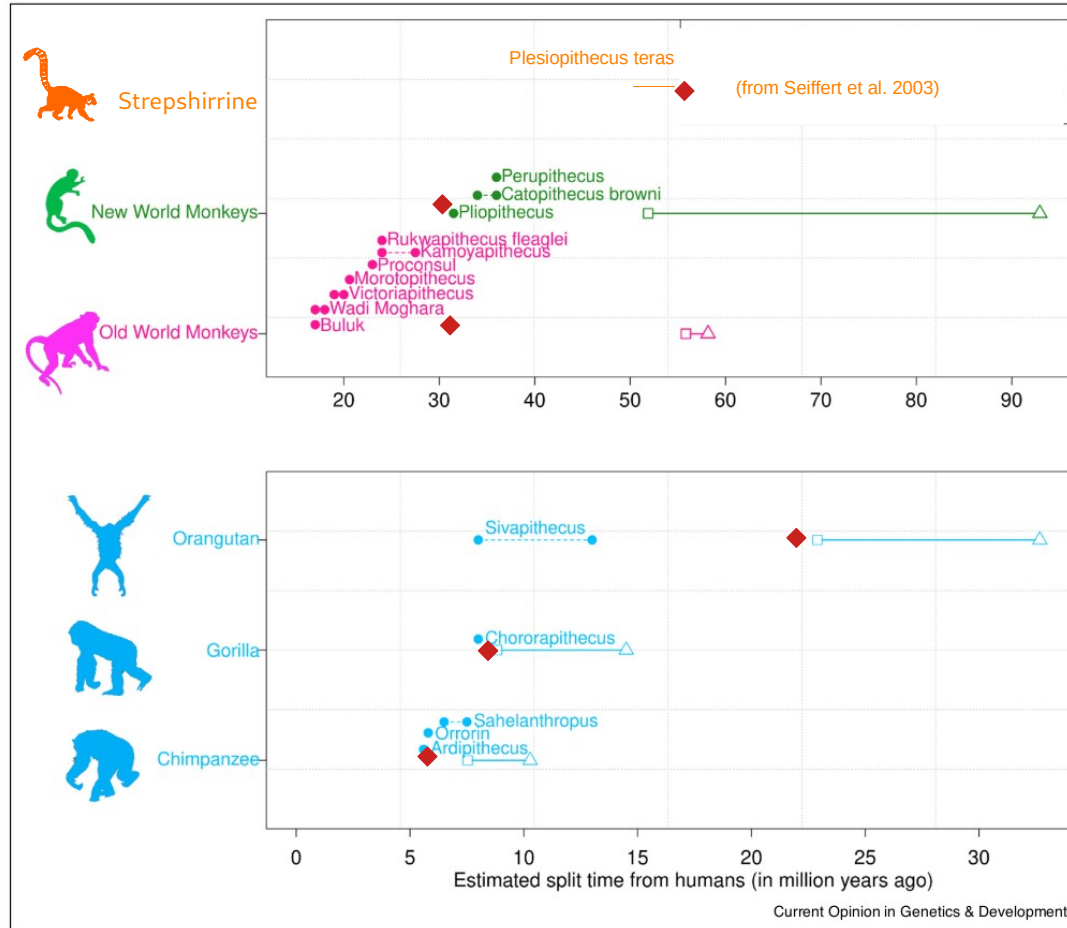 Plesiopithecus teras
Strepshirrine
(from Seiffert et al. 2003)
Perupithecus
Catopithecus browni
New World Monkeys
Pliopithecus
Rukwapithecus fleaglei
Kamoyapithecus
Proconsul
Morotopithecus
Victoriapithecus
Wadi Moghara
Old World Monkeys
Buluk
20 30 40 50 60 70 80 90
Sivapithecus
Orangutan
Chororapithecus
Gorilla
Sahelanthropus
Orrorin
Ardipithecus
Chimpanzee
0 5 10 15 20 25 30
Estimated split time from humans (in million years ago)
Current Opinion in Genetics & Development